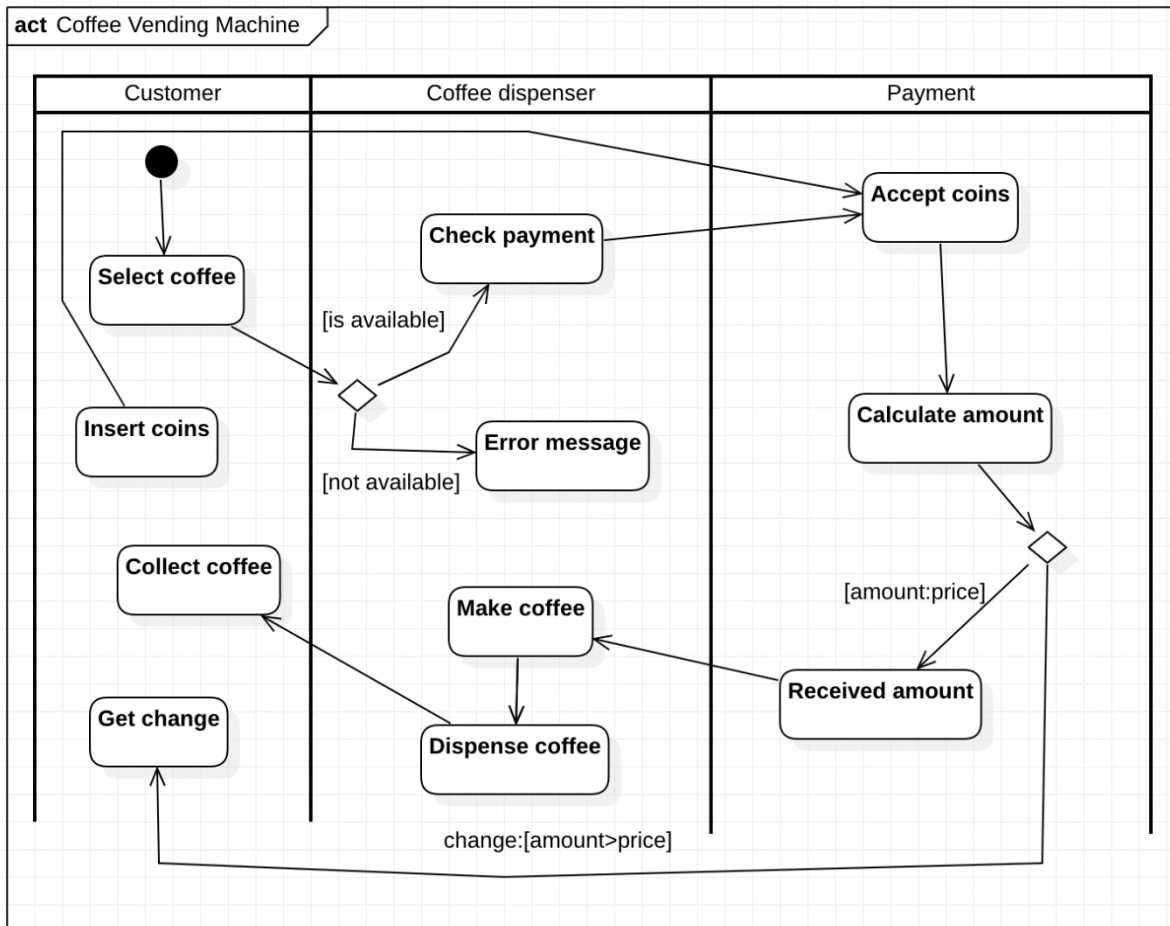 act Coffee Vending Machine
Customer
Coffee dispenser
Payment
Accept coins
Check payment
Select coffee
[is available]
Insert coins
Calculate amount
Error message
[not available]
Collect coffee
[amount:price]
Make coffee
Received amount
Get change
Dispense coffee
change:[amount>price]